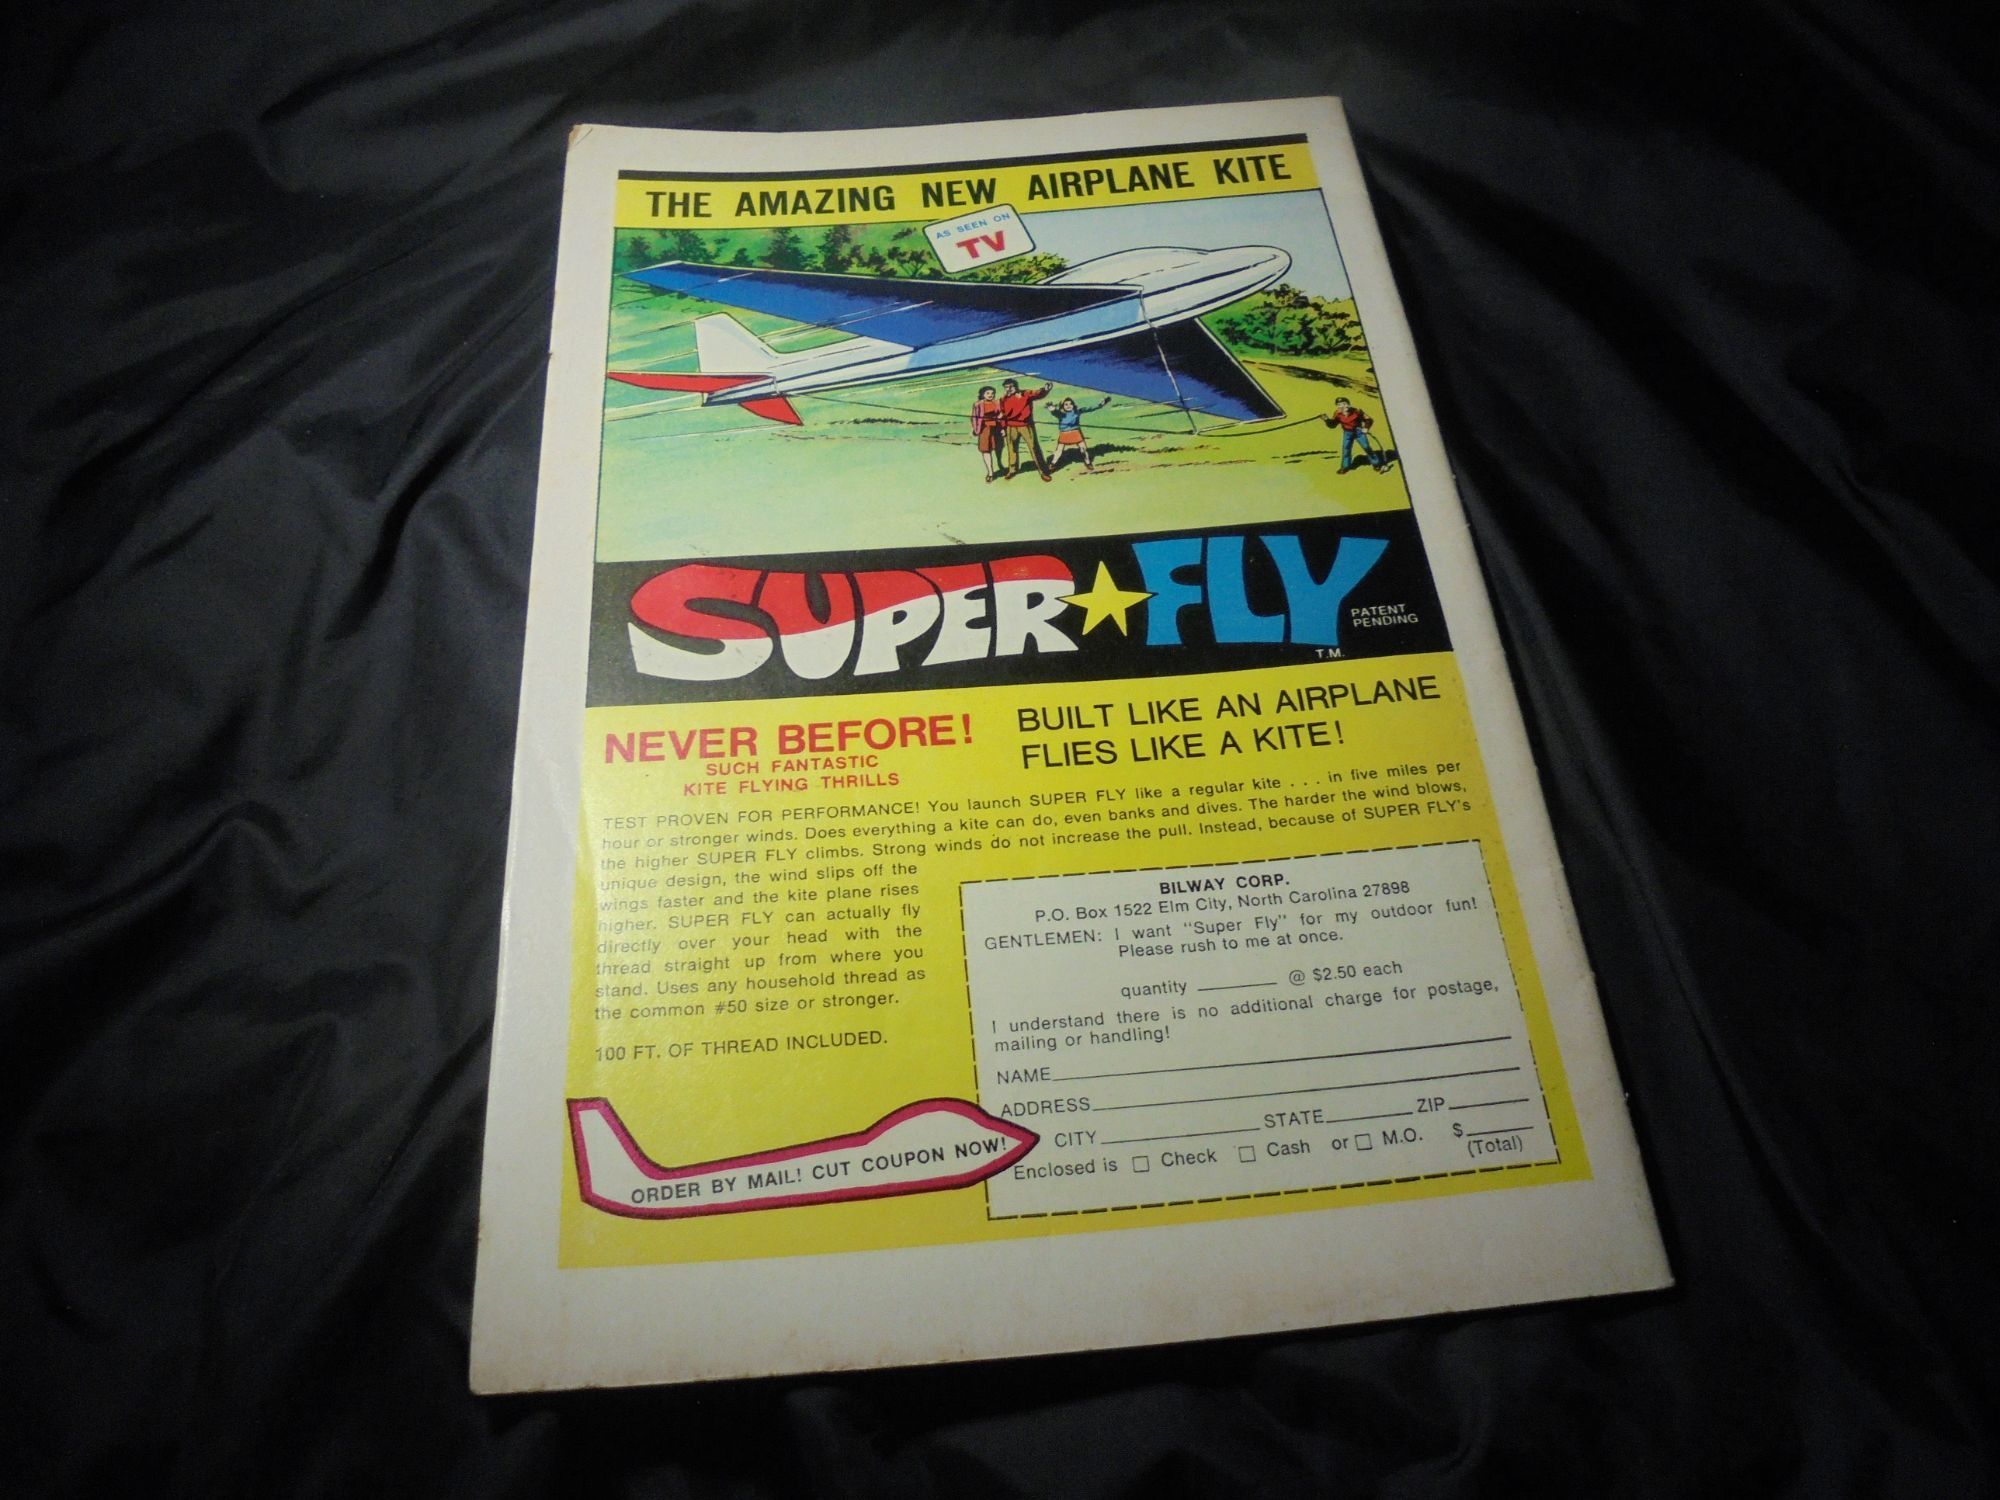 THE AMAZING NEW AIRPLANE KITE
AS SEEN ON
TV
SUPER FLY
PATENT
PENDING
T.M.
NEVER BEFORE!
SUCH FANTASTIC
KITE FLYING THRILLS
BUILT LIKE AN AIRPLANE
FLIES LIKE A KITE!
TEST PROVEN FOR PERFORMANCE! You launch SUPER FLY like a regular kite . . . in five miles per
hour or stronger winds. Does everything a kite can do, even banks and dives. The harder the wind blows,
the higher SUPER FLY climbs. Strong winds do not increase the pull. Instead, because of SUPER FLY's
unique design, the wind slips off the
wings faster and the kite plane rises
higher. SUPER FLY can actually fly
directly over your head with the
thread straight up from where you
stand. Uses any household thread as
the common #50 size or stronger.
100 FT. OF THREAD INCLUDED.
ORDER BY MAIL! CUT COUPON NOW!
BILWAY CORP.
P.O. Box 1522 Elm City, North Carolina 27898
GENTLEMEN: I want "Super Fly" for my outdoor fun!
Please rush to me at once.
quantity ________ @ $2.50 each
I understand there is no additional charge for postage,
mailing or handling!
NAME
ADDRESS
CITY STATE ZIP
Enclosed is □ Check □ Cash or □ M.O. $
(Total)